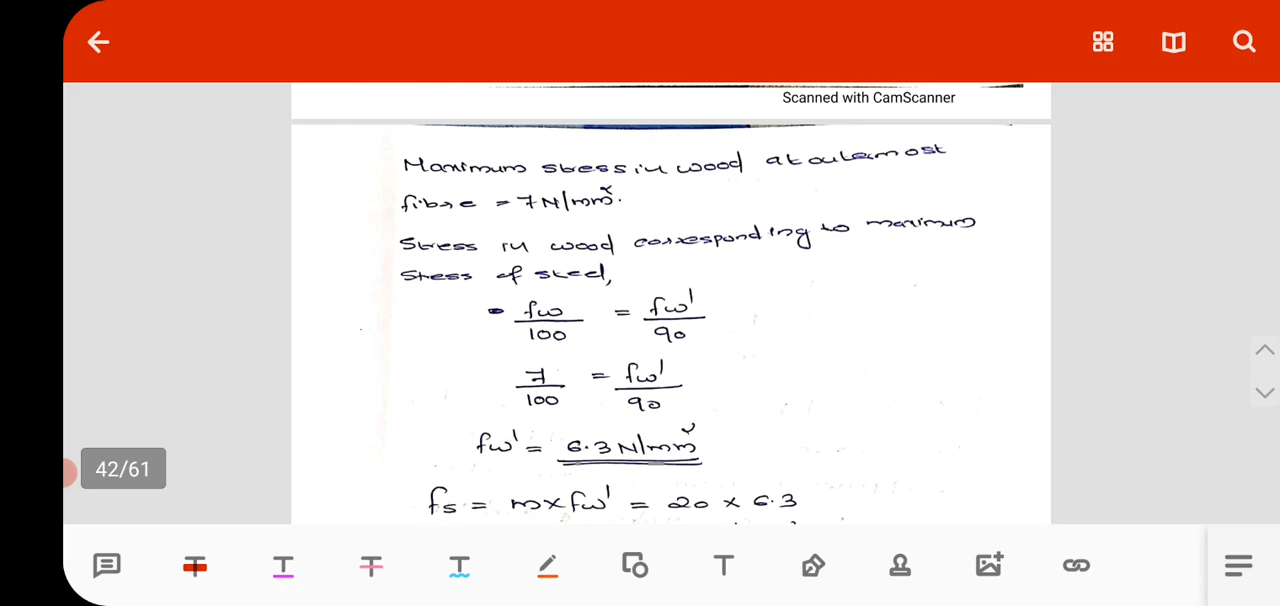 Scanned with CamScanner
Maximum stress in wood at outermost
fibre = 7 N/mm².
Stress in wood corresponding to maximum
stress of steel,
fw/100 = fw'/90
7/100 = fw'/90
fw' = 6.3 N/mm²
fs = m x fw' = 20 x 6.3
42/61
T T T T T